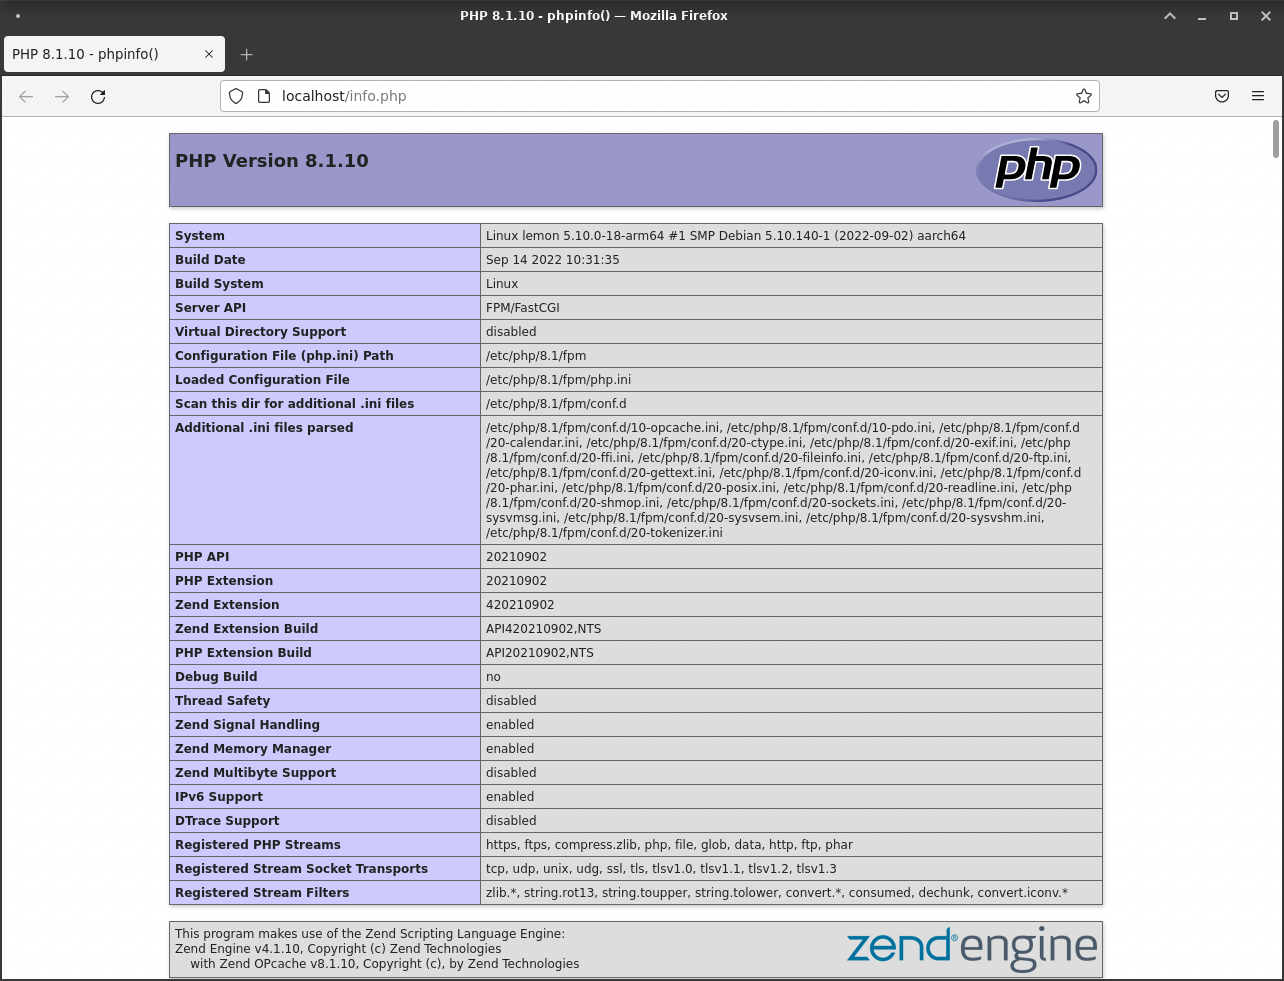 PHP 8.1.10 - phpinfo() — Mozilla Firefox
PHP 8.1.10 - phpinfo()
localhost/info.php
PHP Version 8.1.10
php
System Linux lemon 5.10.0-18-arm64 #1 SMP Debian 5.10.140-1 (2022-09-02) aarch64
Build Date Sep 14 2022 10:31:35
Build System Linux
Server API FPM/FastCGI
Virtual Directory Support disabled
Configuration File (php.ini) Path /etc/php/8.1/fpm
Loaded Configuration File /etc/php/8.1/fpm/php.ini
Scan this dir for additional .ini files /etc/php/8.1/fpm/conf.d
Additional .ini files parsed /etc/php/8.1/fpm/conf.d/10-opcache.ini, /etc/php/8.1/fpm/conf.d/10-pdo.ini, /etc/php/8.1/fpm/conf.d
/20-calendar.ini, /etc/php/8.1/fpm/conf.d/20-ctype.ini, /etc/php/8.1/fpm/conf.d/20-exif.ini, /etc/php
/8.1/fpm/conf.d/20-ffi.ini, /etc/php/8.1/fpm/conf.d/20-fileinfo.ini, /etc/php/8.1/fpm/conf.d/20-ftp.ini,
/etc/php/8.1/fpm/conf.d/20-gettext.ini, /etc/php/8.1/fpm/conf.d/20-iconv.ini, /etc/php/8.1/fpm/conf.d
/20-phar.ini, /etc/php/8.1/fpm/conf.d/20-posix.ini, /etc/php/8.1/fpm/conf.d/20-readline.ini, /etc/php
/8.1/fpm/conf.d/20-shmop.ini, /etc/php/8.1/fpm/conf.d/20-sockets.ini, /etc/php/8.1/fpm/conf.d/20-
sysvmsg.ini, /etc/php/8.1/fpm/conf.d/20-sysvsem.ini, /etc/php/8.1/fpm/conf.d/20-sysvshm.ini,
/etc/php/8.1/fpm/conf.d/20-tokenizer.ini
PHP API 20210902
PHP Extension 20210902
Zend Extension 420210902
Zend Extension Build API420210902,NTS
PHP Extension Build API20210902,NTS
Debug Build no
Thread Safety disabled
Zend Signal Handling enabled
Zend Memory Manager enabled
Zend Multibyte Support disabled
IPv6 Support enabled
DTrace Support disabled
Registered PHP Streams https, ftps, compress.zlib, php, file, glob, data, http, ftp, phar
Registered Stream Socket Transports tcp, udp, unix, udg, ssl, tls, tlsv1.0, tlsv1.1, tlsv1.2, tlsv1.3
Registered Stream Filters zlib.*, string.rot13, string.toupper, string.tolower, convert.*, consumed, dechunk, convert.iconv.*
This program makes use of the Zend Scripting Language Engine:
Zend Engine v4.1.10, Copyright (c) Zend Technologies
with Zend OPcache v8.1.10, Copyright (c), by Zend Technologies
zend® engine